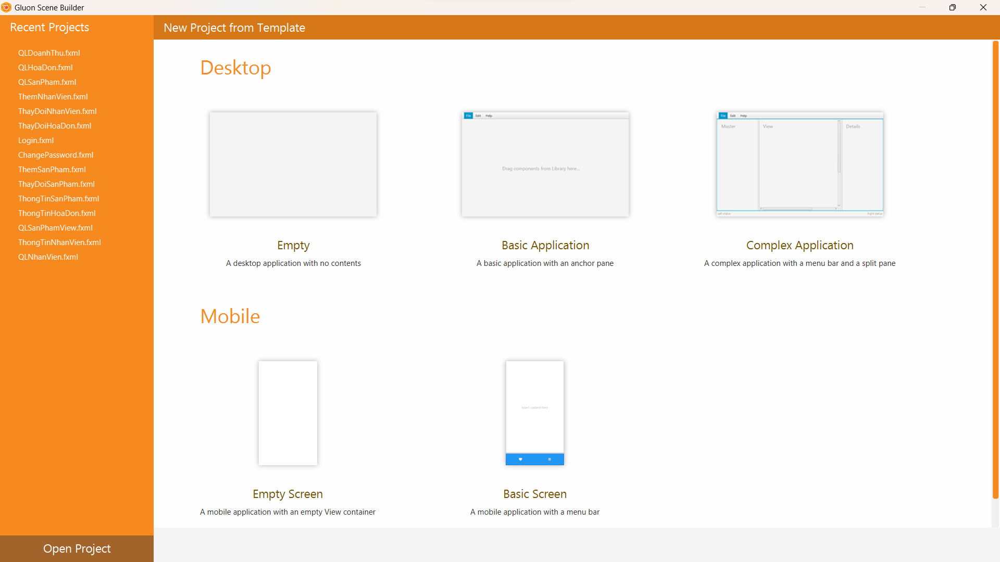 Gluon Scene Builder
Recent Projects
QLDoanhThu.fxml
QLHoaDon.fxml
QLSanPham.fxml
ThemNhanVien.fxml
ThayDoiNhanVien.fxml
ThayDoiHoaDon.fxml
Login.fxml
ChangePassword.fxml
ThemSanPham.fxml
ThayDoiSanPham.fxml
ThongTinSanPham.fxml
ThongTinHoaDon.fxml
QLSanPhamView.fxml
ThongTinNhanVien.fxml
QLNhanVien.fxml
Open Project
New Project from Template
Desktop
File Edit Help
Drag components from Library here...
File Edit Help
Master View Details
Left status Right status
Empty Basic Application Complex Application
A desktop application with no contents A basic application with an anchor pane A complex application with a menu bar and a split pane
Mobile
Insert content here
Empty Screen Basic Screen
A mobile application with an empty View container A mobile application with a menu bar